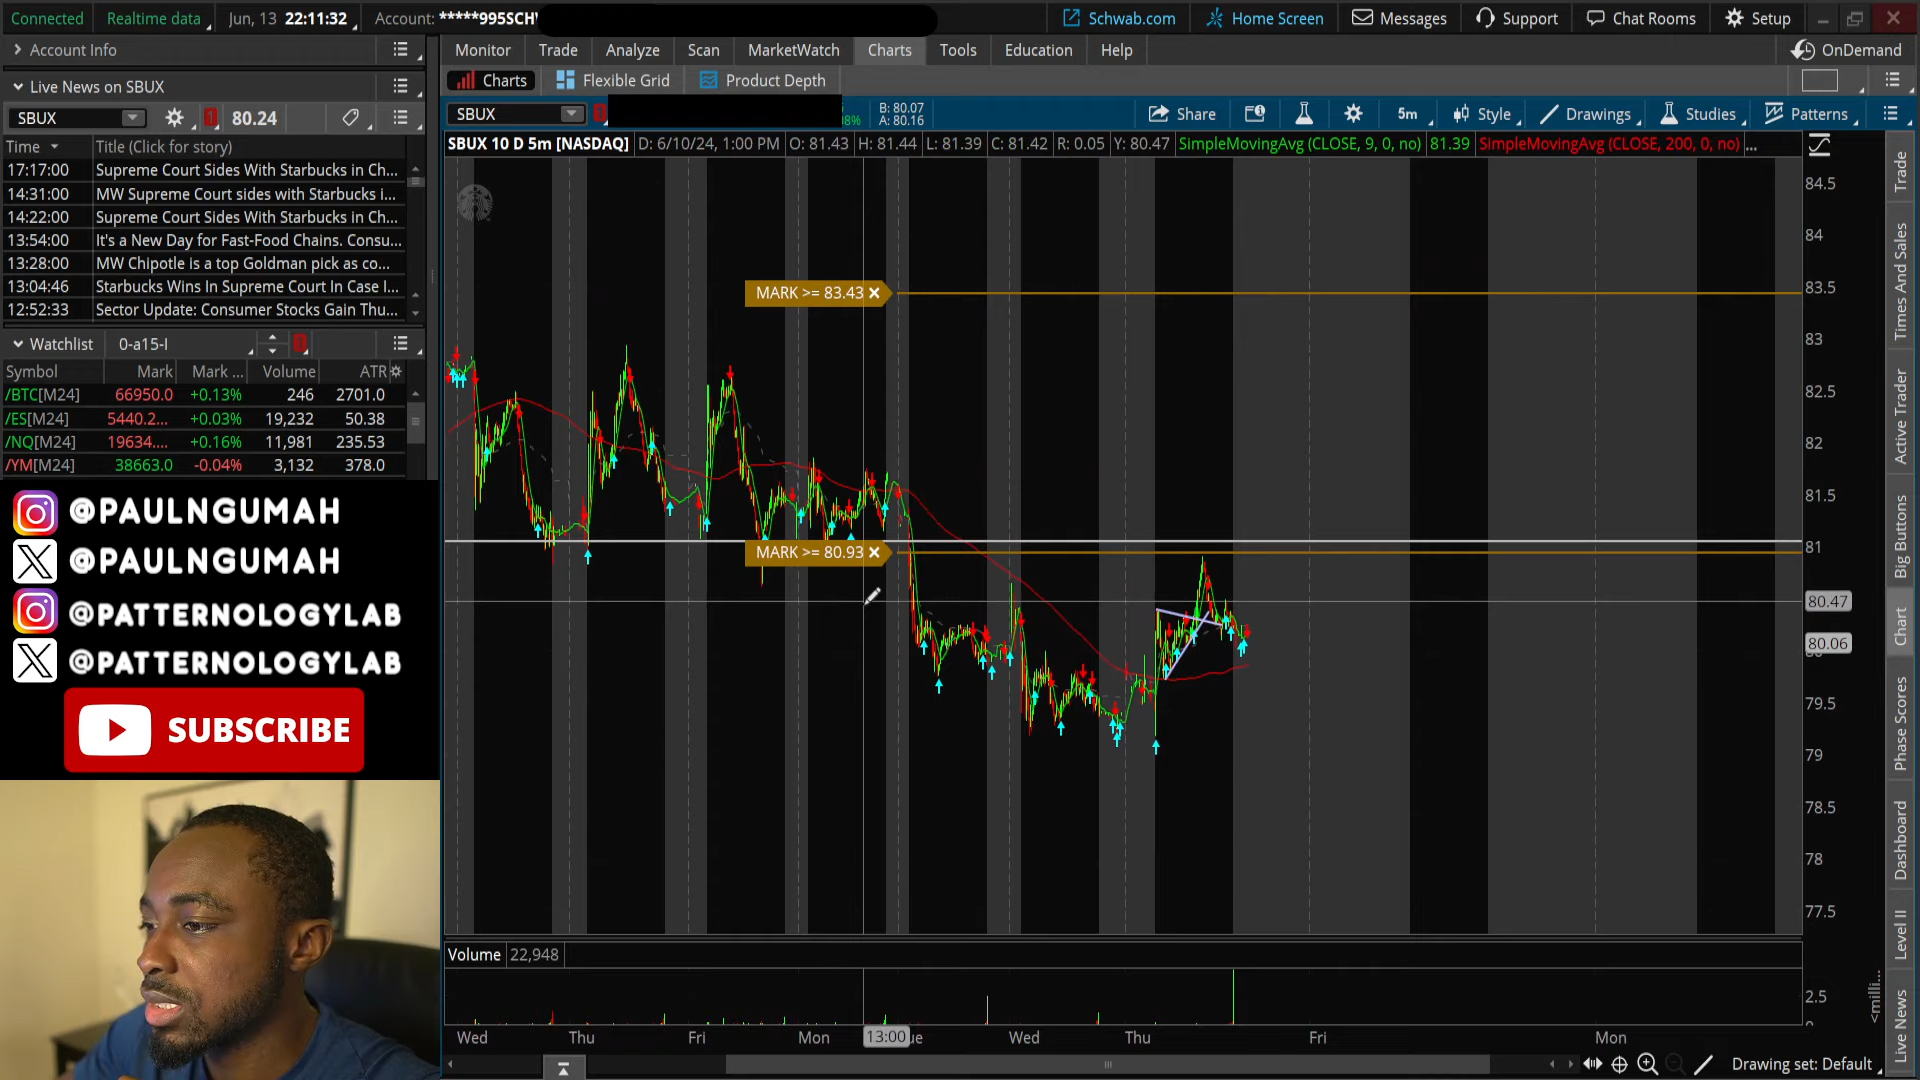 Connected Realtime data Jun, 13 22:11:32 Account: *****995SCH Schwab.com Home Screen Messages Support Chat Rooms Setup
Account Info
Monitor Trade Analyze Scan MarketWatch Charts Tools Education Help OnDemand
Live News on SBUX
Charts Flexible Grid Product Depth
SBUX 80.24
SBUX B: 80.07
A: 80.16
Share 5m Style Drawings Studies Patterns
Time Title (Click for story)
SBUX 10 D 5m [NASDAQ] D: 6/10/24, 1:00 PM O: 81.43 H: 81.44 L: 81.39 C: 81.42 R: 0.05 Y: 80.47 SimpleMovingAvg (CLOSE, 9, 0, no) 81.39 SimpleMovingAvg (CLOSE, 200, 0, no) ...
17:17:00 Supreme Court Sides With Starbucks in Ch...
14:31:00 MW Supreme Court sides with Starbucks i...
14:22:00 Supreme Court Sides With Starbucks in Ch...
13:54:00 It's a New Day for Fast-Food Chains. Consu...
13:28:00 MW Chipotle is a top Goldman pick as co...
13:04:46 Starbucks Wins In Supreme Court In Case I...
12:52:33 Sector Update: Consumer Stocks Gain Thu...
Watchlist 0-a15-I
Symbol Mark Mark ... Volume ATR
/BTC[M24] 66950.0 +0.13% 246 2701.0
/ES[M24] 5440.2... +0.03% 19,232 50.38
/NQ[M24] 19634.... +0.16% 11,981 235.53
/YM[M24] 38663.0 -0.04% 3,132 378.0
@PAULNGUMAH
@PAULNGUMAH
@PATTERNOLOGYLAB
@PATTERNOLOGYLAB
SUBSCRIBE
MARK >= 83.43
MARK >= 80.93
84.5
84
83.5
83
82.5
82
81.5
81
80.47
80.06
79.5
79
78.5
78
77.5
Volume 22,948
2.5
Wed Thu Fri Mon 13:00 ue Wed Thu Fri Mon
Drawing set: Default
Trade
Times And Sales
Active Trader
Big Buttons
Chart
Phase Scores
Dashboard
Level II
Live News
<milli...